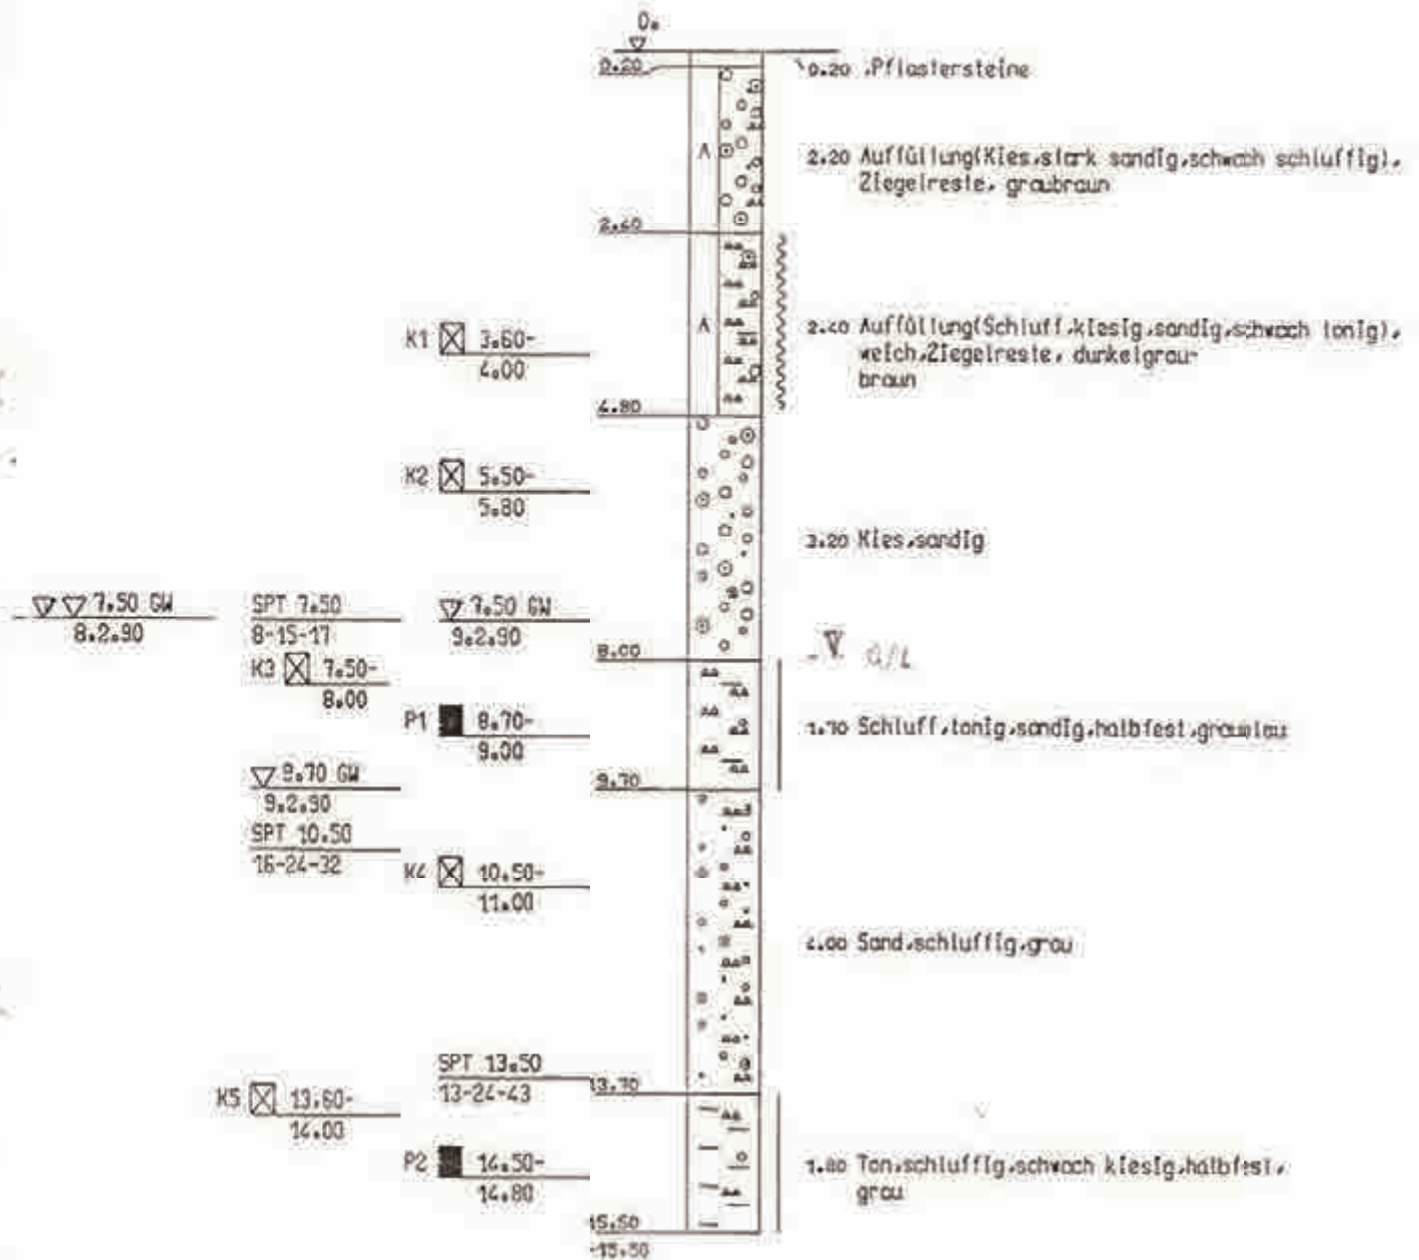 0.
0.20
0.20 ,Pflastersteine
2.20 Auffüllung(Kies,stark sandig,schwach schluffig),
Ziegelreste, graubraun
A
2.40
A
2.40 Auffüllung(Schluff,kiesig,sandig,schwach tonig),
weich,Ziegelreste, dunkelgrau-
braun
K1 3.60-
4.00
4.80
K2 5.50-
5.80
3.20 Kies,sandig
7.50 GW
8.2.90
SPT 7.50
8-15-17
7.50 GW
9.2.90
K3 7.50-
8.00
8.00
P1 8.70-
9.00
1.70 Schluff,tonig,sandig,halbfest,graublau
9.70 GW
9.2.90
9.70
SPT 10.50
16-24-32
K4 10.50-
11.00
4.00 Sand,schluffig,grau
SPT 13.50
13-24-43
13.70
K5 13.60-
14.00
P2 14.50-
14.80
1.80 Ton,schluffig,schwach kiesig,halbfest,
grau
15.50
-15.50